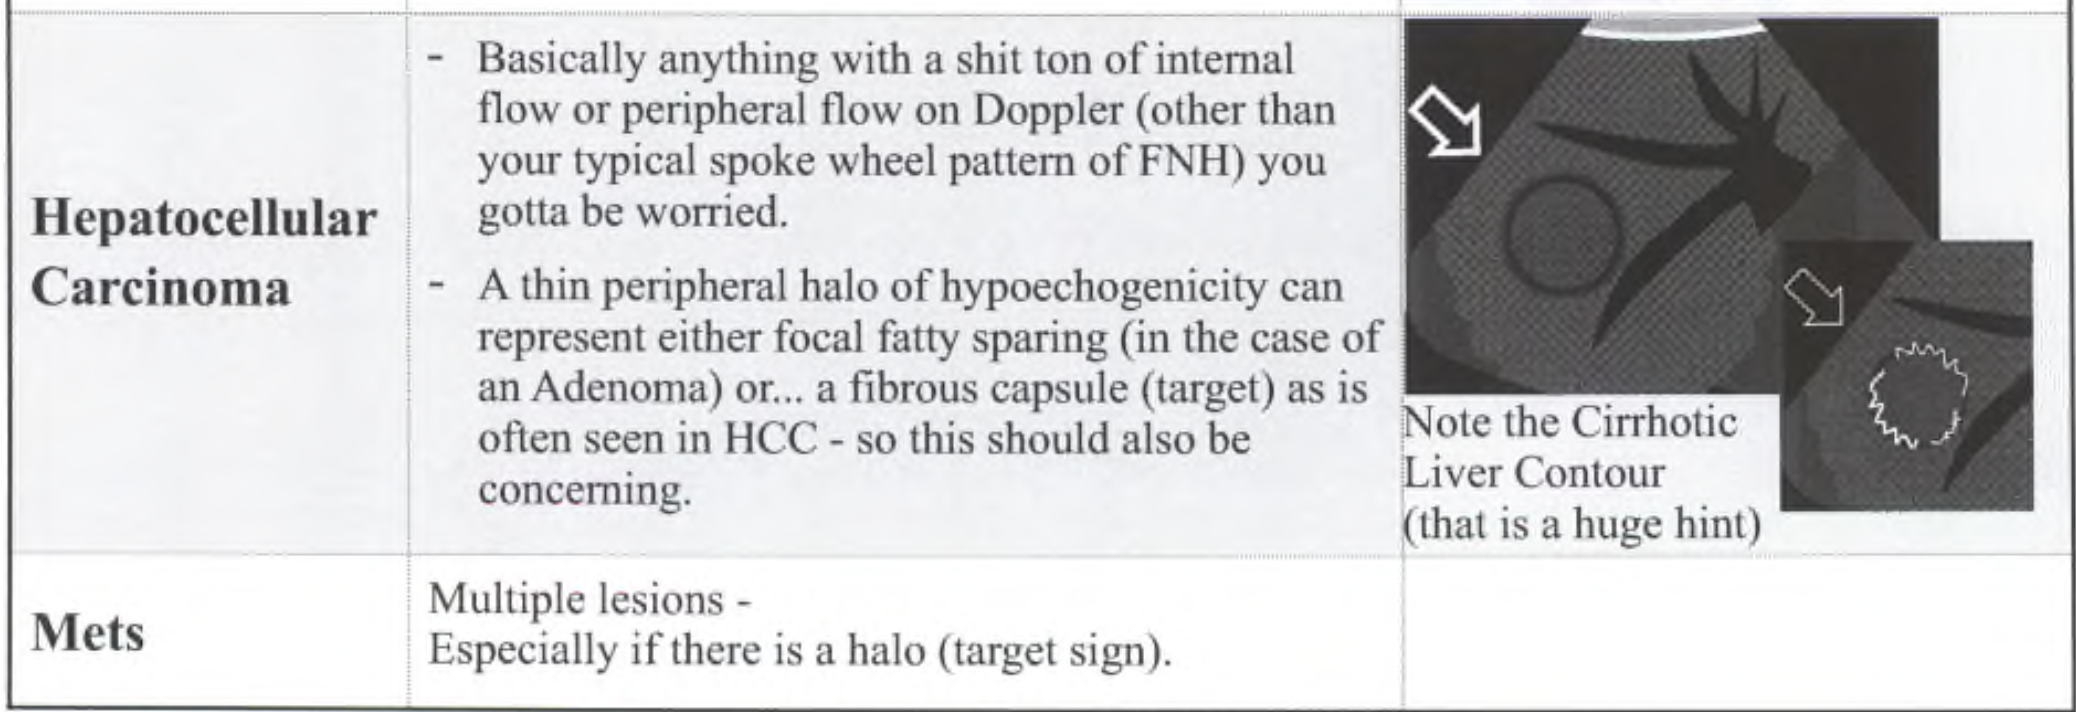 Hepatocellular
Carcinoma
- Basically anything with a shit ton of internal
flow or peripheral flow on Doppler (other than
your typical spoke wheel pattern of FNH) you
gotta be worried.
- A thin peripheral halo of hypoechogenicity can
represent either focal fatty sparing (in the case of
an Adenoma) or... a fibrous capsule (target) as is
often seen in HCC - so this should also be
concerning.
Note the Cirrhotic
Liver Contour
(that is a huge hint)
Mets
Multiple lesions -
Especially if there is a halo (target sign).